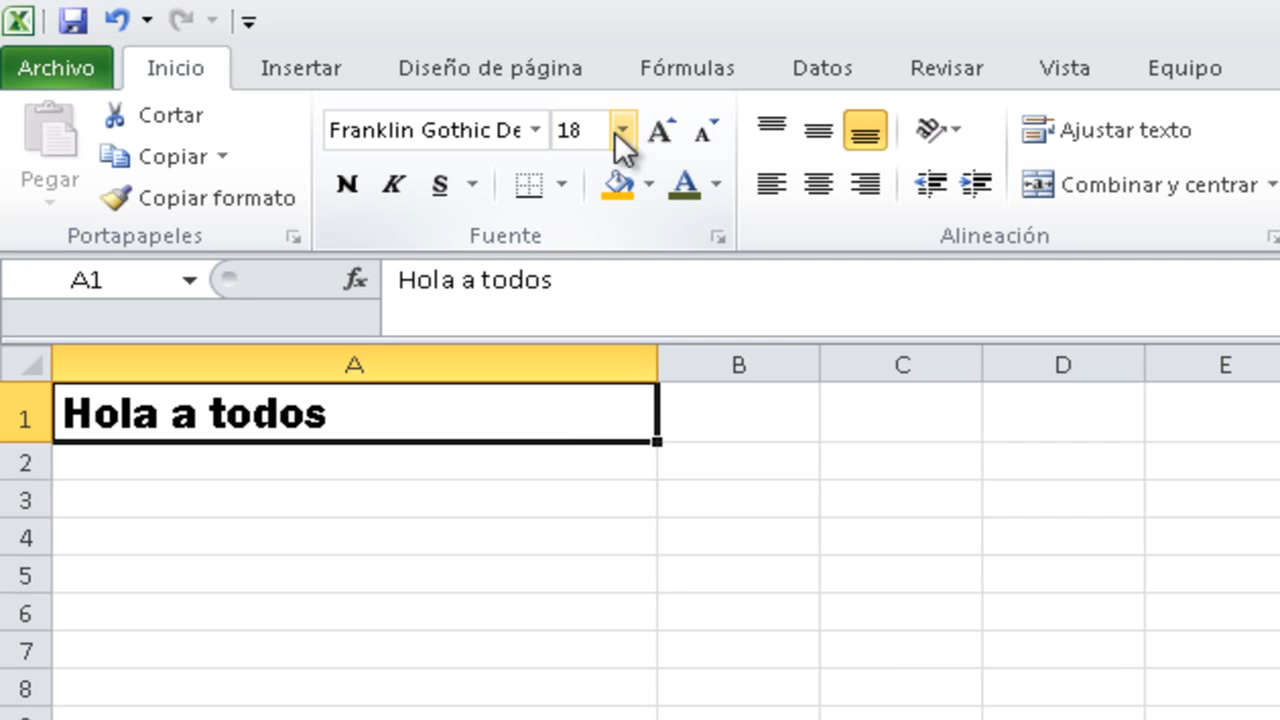 Archivo Inicio Insertar Diseño de página Fórmulas Datos Revisar Vista Equipo
Pegar
Cortar
Copiar
Copiar formato
Portapapeles
Franklin Gothic De 18 A A
N K S A
Fuente
Ajustar texto
Combinar y centrar
Alineación
A1 fx Hola a todos
A B C D E
1 Hola a todos
2
3
4
5
6
7
8